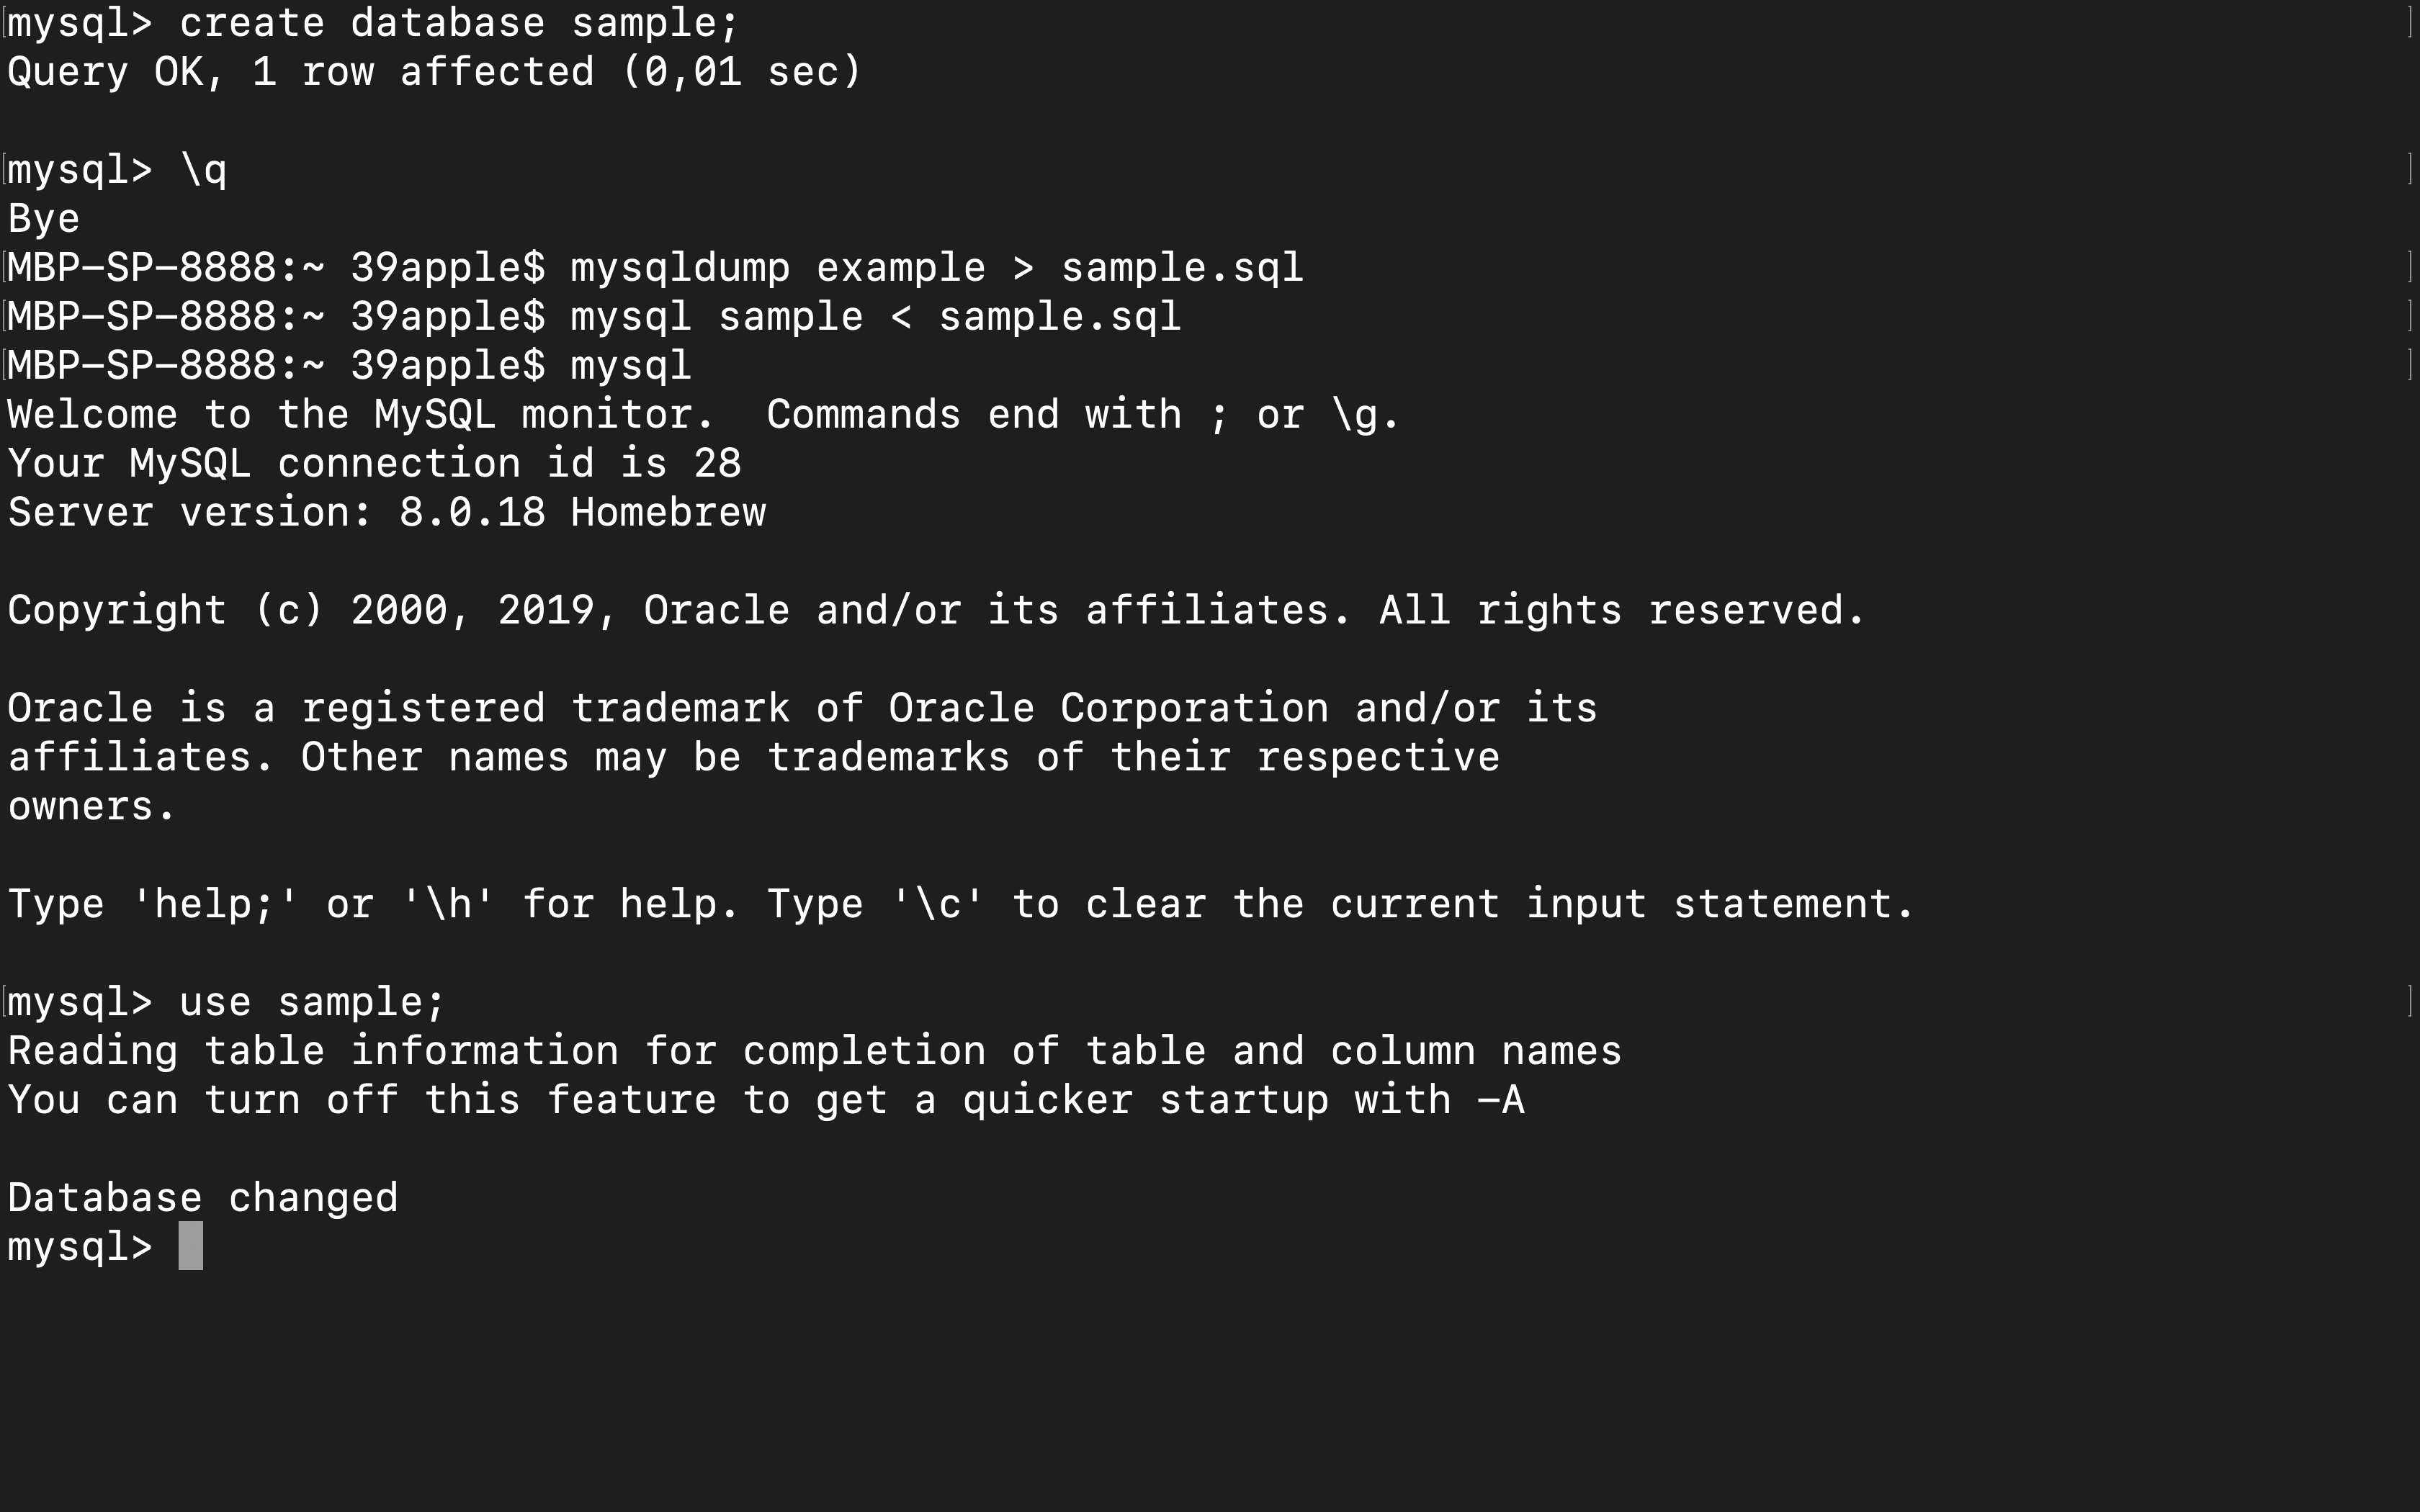 mysql> create database sample;
Query OK, 1 row affected (0,01 sec)
mysql> \q
Bye
MBP-SP-8888:~ 39apple$ mysqldump example > sample.sql
MBP-SP-8888:~ 39apple$ mysql sample < sample.sql
MBP-SP-8888:~ 39apple$ mysql
Welcome to the MySQL monitor.  Commands end with ; or \g.
Your MySQL connection id is 28
Server version: 8.0.18 Homebrew
Copyright (c) 2000, 2019, Oracle and/or its affiliates. All rights reserved.
Oracle is a registered trademark of Oracle Corporation and/or its
affiliates. Other names may be trademarks of their respective
owners.
Type 'help;' or '\h' for help. Type '\c' to clear the current input statement.
mysql> use sample;
Reading table information for completion of table and column names
You can turn off this feature to get a quicker startup with -A
Database changed
mysql>